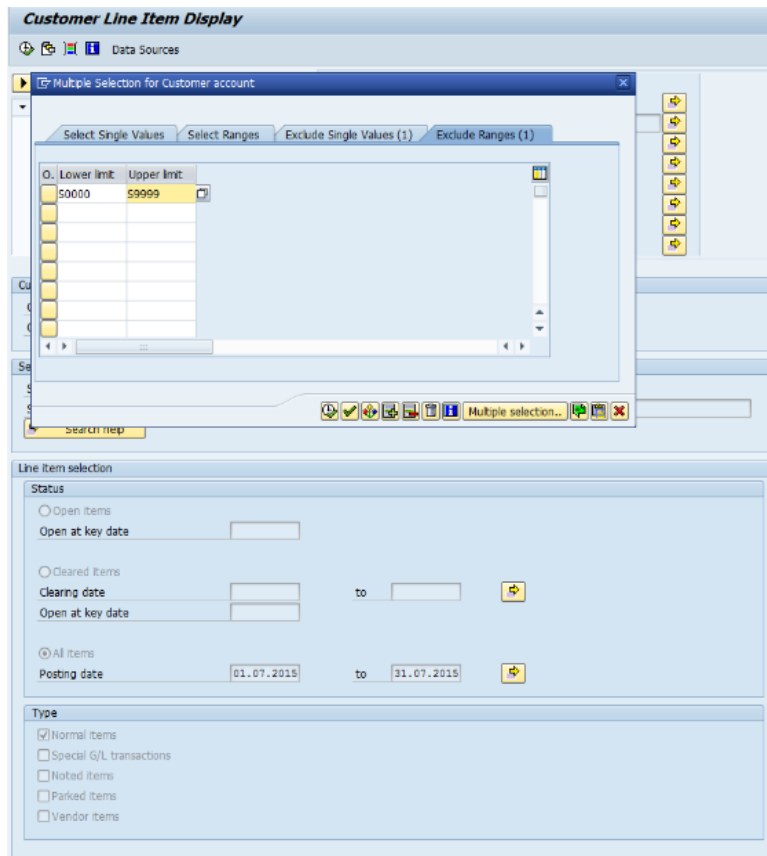 Customer Line Item Display
Data Sources
Multiple Selection for Customer account
Select Single Values Select Ranges Exclude Single Values (1) Exclude Ranges (1)
O.. Lower limit Upper limit
S0000 S9999
Multiple selection..
Search help
Line item selection
Status
Open items
Open at key date
Cleared items
Clearing date to
Open at key date
All items
Posting date 01.07.2015 to 31.07.2015
Type
Normal items
Special G/L transactions
Noted items
Parked items
Vendor items